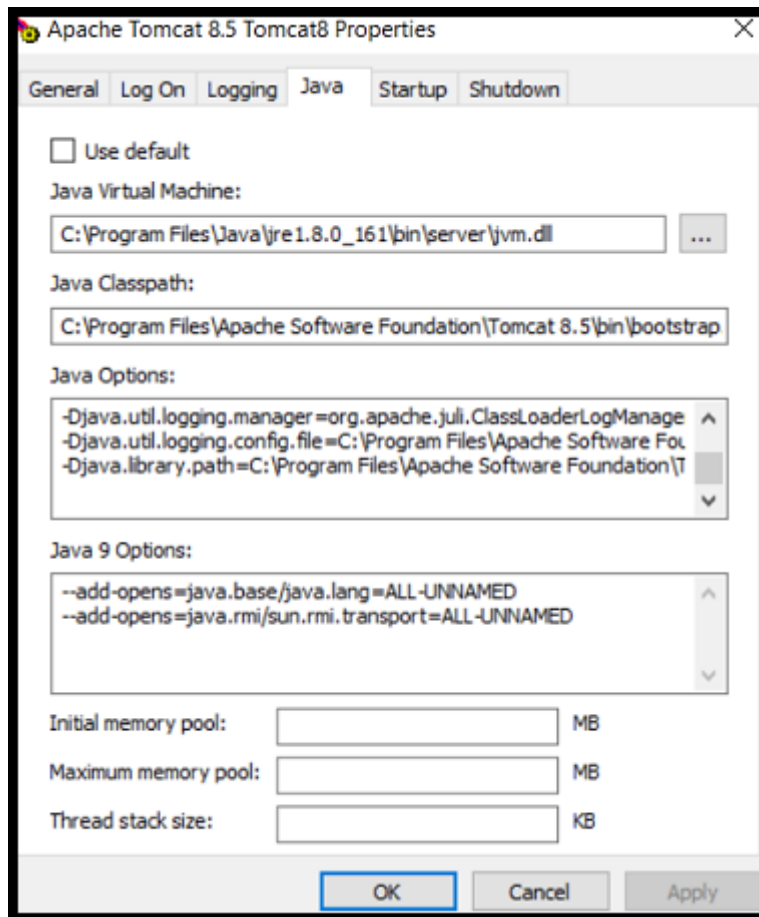 Apache Tomcat 8.5 Tomcat8 Properties
General Log On Logging Java Startup Shutdown
Use default
Java Virtual Machine:
C:\Program Files\Java\jre1.8.0_161\bin\server\jvm.dll ...
Java Classpath:
C:\Program Files\Apache Software Foundation\Tomcat 8.5\bin\bootstrap
Java Options:
-Djava.util.logging.manager=org.apache.juli.ClassLoaderLogManage
-Djava.util.logging.config.file=C:\Program Files\Apache Software Fou
-Djava.library.path=C:\Program Files\Apache Software Foundation\T
Java 9 Options:
--add-opens=java.base/java.lang=ALL-UNNAMED
--add-opens=java.rmi/sun.rmi.transport=ALL-UNNAMED
Initial memory pool: MB
Maximum memory pool: MB
Thread stack size: KB
OK Cancel Apply